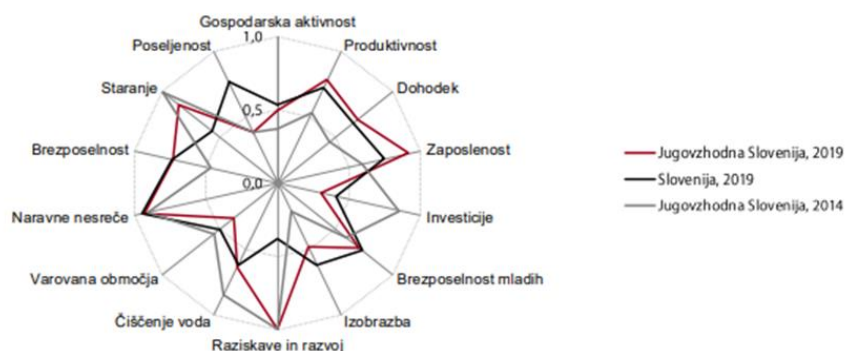 Gospodarska aktivnost
1,0
Poseljenost
Produktivnost
Staranje
Dohodek
0,5
Brezposelnost
Zaposlenost
Jugovzhodna Slovenija, 2019
0,0
Slovenija, 2019
Jugovzhodna Slovenija, 2014
Naravne nesreče
Investicije
Varovana območja
Brezposelnost mladih
Čiščenje voda
Izobrazba
Raziskave in razvoj